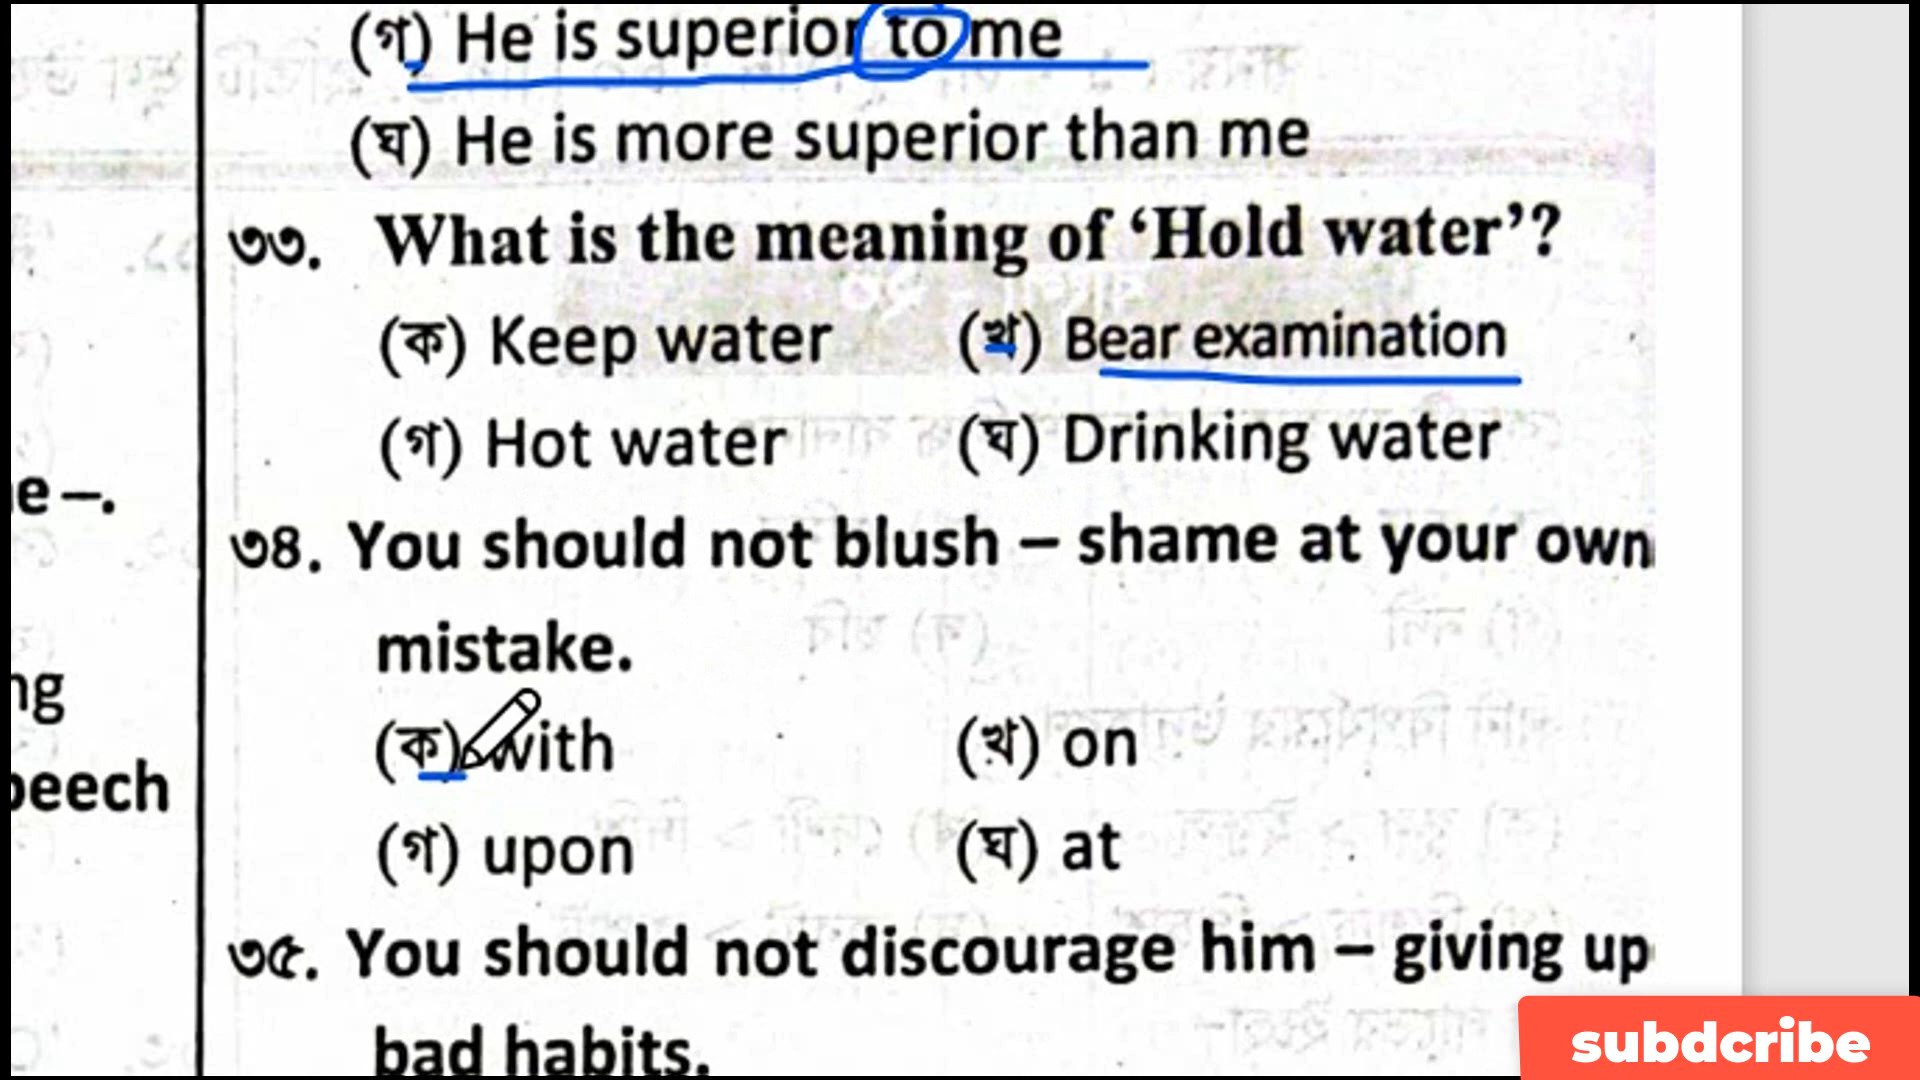 (গ) He is superior to me
(ঘ) He is more superior than me
৩৩. What is the meaning of ‘Hold water’?
(ক) Keep water (খ) Bear examination
(গ) Hot water (ঘ) Drinking water
e –.
৩৪. You should not blush – shame at your own
mistake.
ng
(ক) with (খ) on
peech
(গ) upon (ঘ) at
৩৫. You should not discourage him – giving up
bad habits.
subdcribe